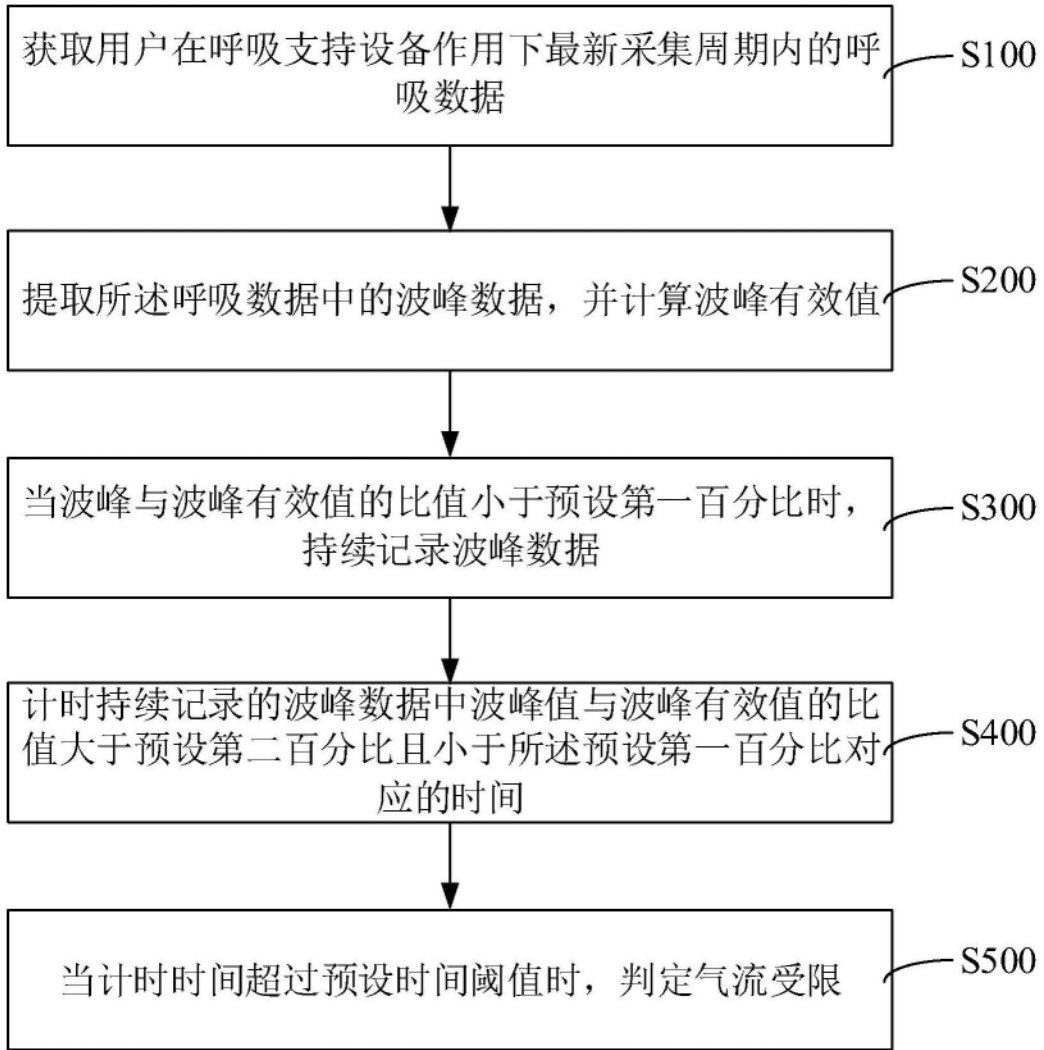 获取用户在呼吸支持设备作用下最新采集周期内的呼
吸数据
S100
提取所述呼吸数据中的波峰数据，并计算波峰有效值
S200
当波峰与波峰有效值的比值小于预设第一百分比时，
持续记录波峰数据
S300
计时持续记录的波峰数据中波峰值与波峰有效值的比
值大于预设第二百分比且小于所述预设第一百分比对
应的时间
S400
当计时时间超过预设时间阈值时，判定气流受限
S500